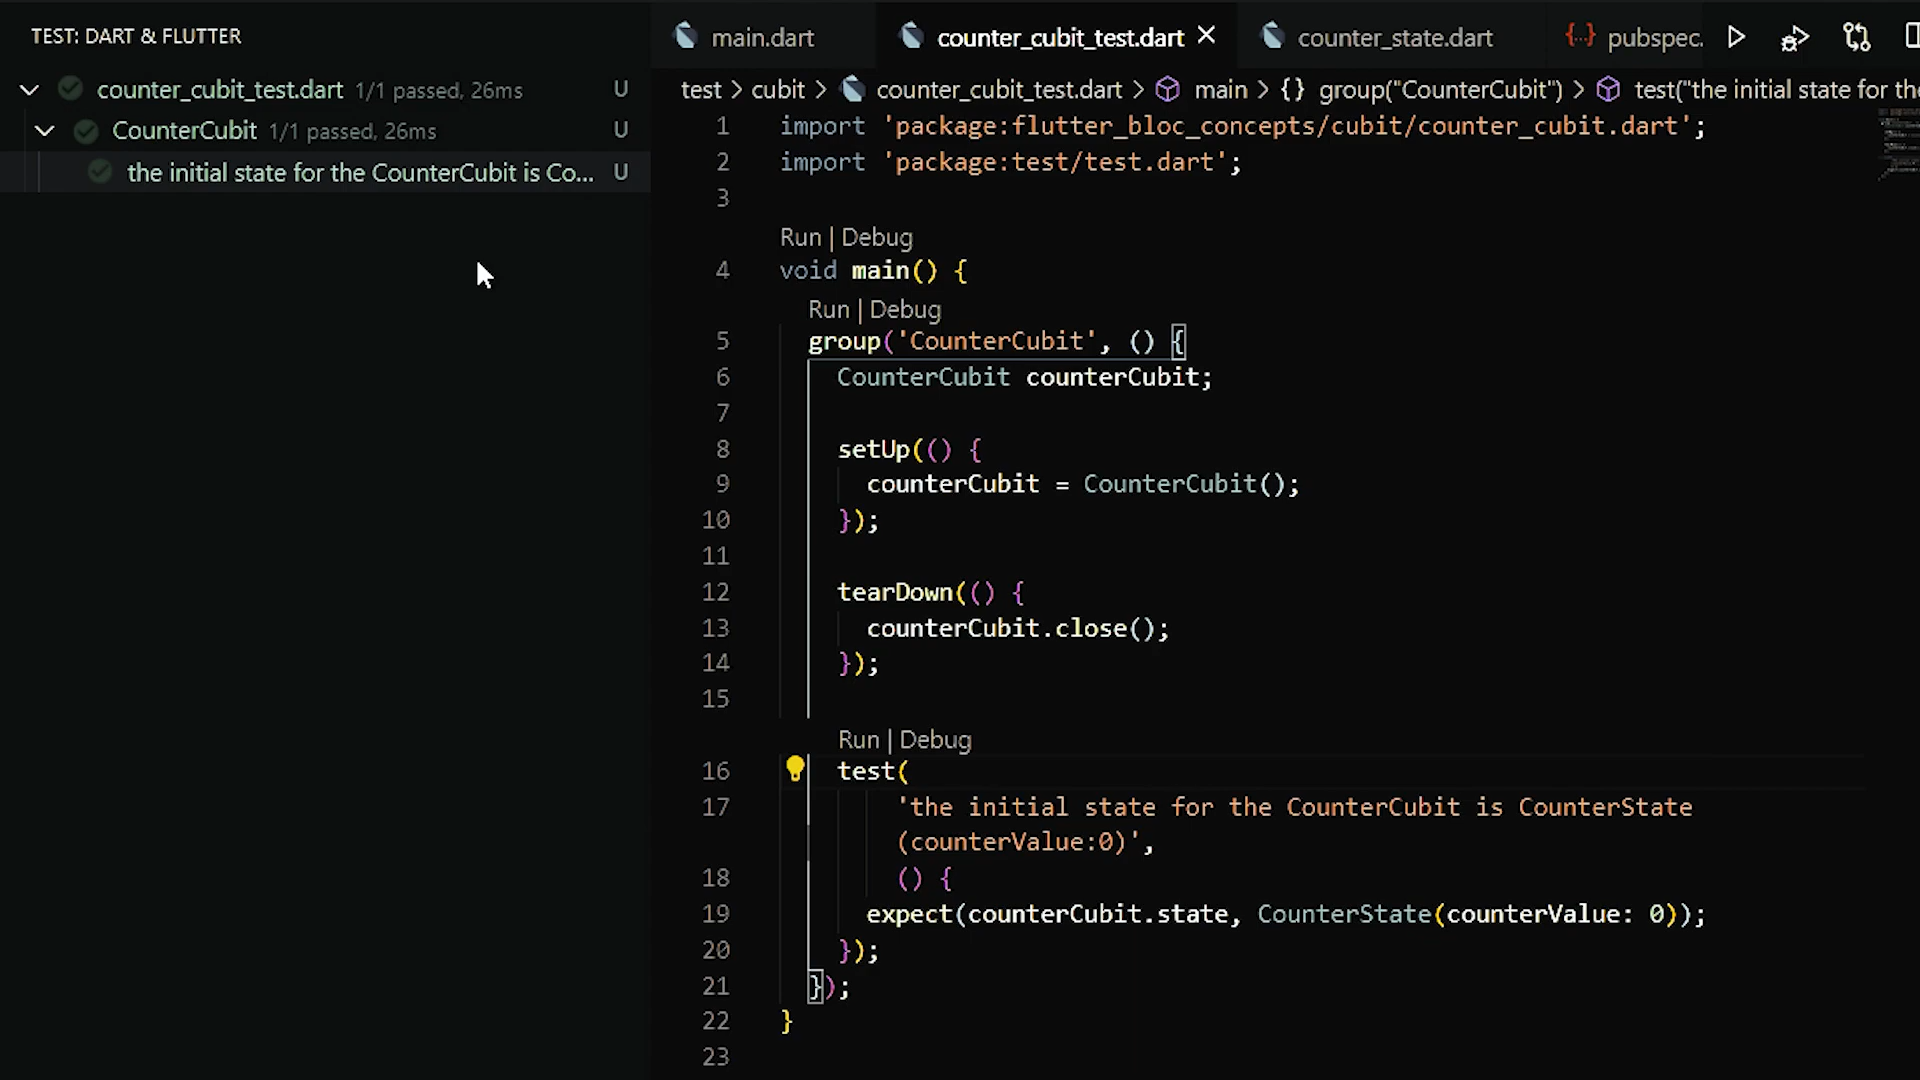 TEST: DART & FLUTTER
counter_cubit_test.dart 1/1 passed, 26ms U
CounterCubit 1/1 passed, 26ms U
the initial state for the CounterCubit is Co... U
main.dart
counter_cubit_test.dart
counter_state.dart
{..} pubspec.
test > cubit > counter_cubit_test.dart > main > {} group("CounterCubit") > test("the initial state for the
1 import 'package:flutter_bloc_concepts/cubit/counter_cubit.dart';
2 import 'package:test/test.dart';
3
Run | Debug
4 void main() {
Run | Debug
5 group('CounterCubit', () {
6 CounterCubit counterCubit;
7
8 setUp(() {
9 counterCubit = CounterCubit();
10 });
11
12 tearDown(() {
13 counterCubit.close();
14 });
15
Run | Debug
16 test(
17 'the initial state for the CounterCubit is CounterState
(counterValue:0)',
18 () {
19 expect(counterCubit.state, CounterState(counterValue: 0));
20 });
21 });
22 }
23